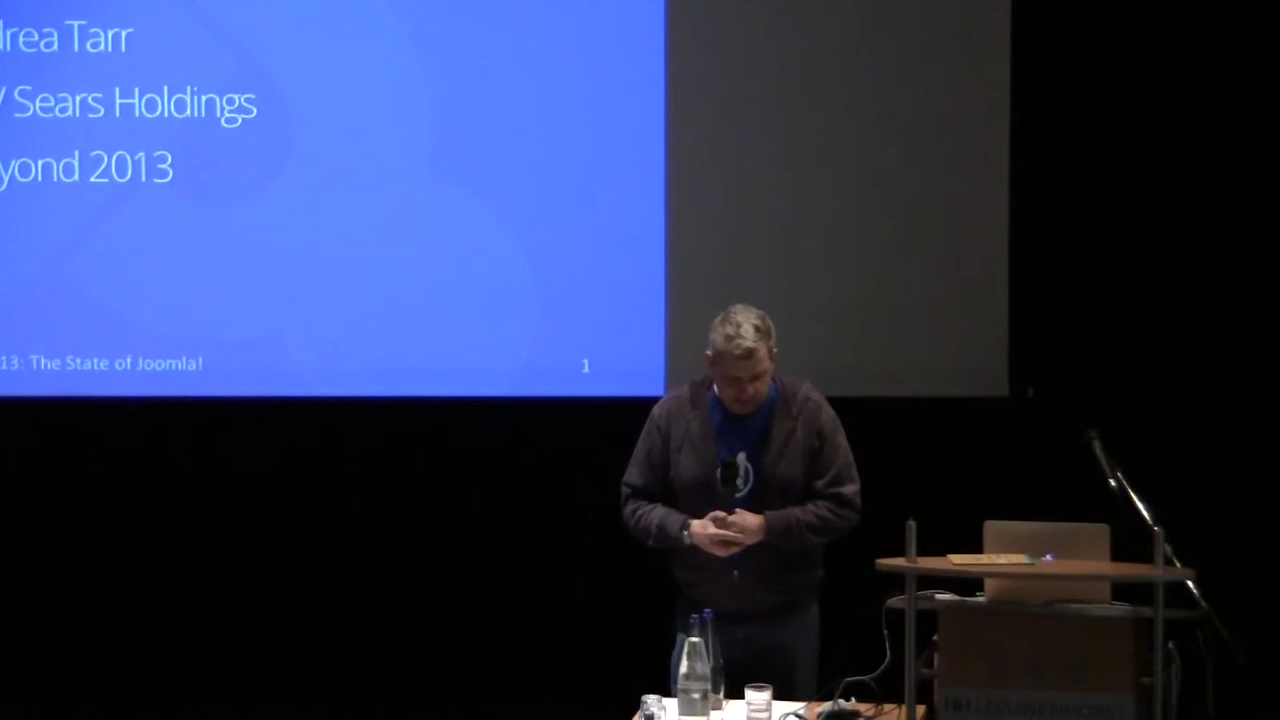 drea Tarr
/ Sears Holdings
yond 2013
13: The State of Joomla!
1